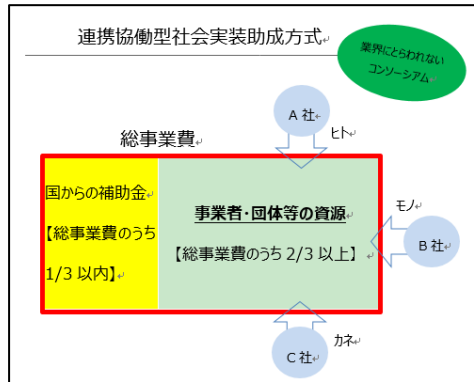 連携協働型社会実装助成方式
業界にとらわれない
コンソーシアム
A 社
ヒト
総事業費
国からの補助金
【総事業費のうち
1/3 以内】
事業者・団体等の資源
【総事業費のうち 2/3 以上】
モノ
B 社
カネ
C 社